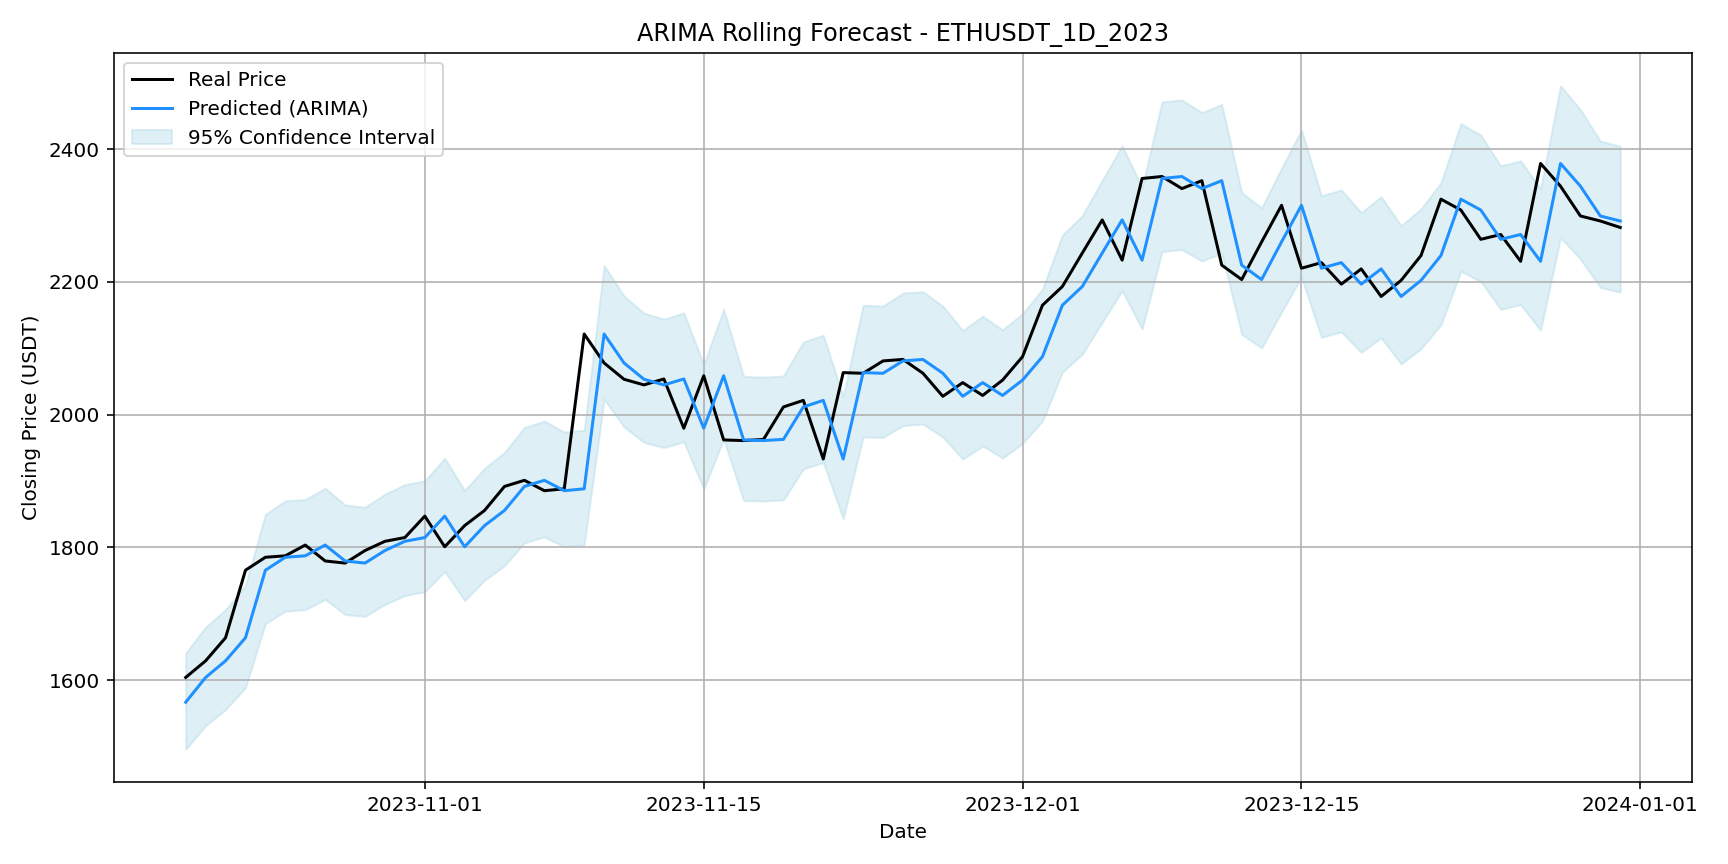 ARIMA Rolling Forecast - ETHUSDT_1D_2023
Real Price
Predicted (ARIMA)
95% Confidence Interval
Closing Price (USDT)
2400
2200
2000
1800
1600
2023-11-01
2023-11-15
2023-12-01
2023-12-15
2024-01-01
Date